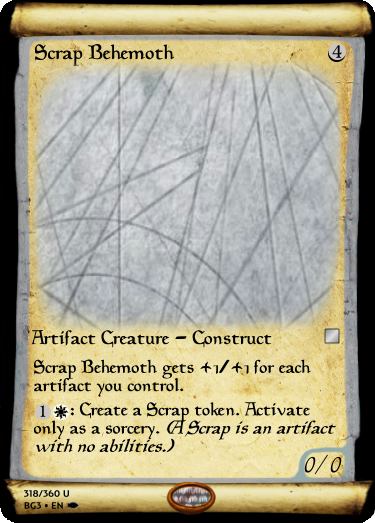 Scrap Behemoth 4
Artifact Creature – Construct
Scrap Behemoth gets +1/+1 for each
artifact you control.
1 : Create a Scrap token. Activate
only as a sorcery. (A Scrap is an artifact
with no abilities.)
0/0
318/360 U
BG3 • EN